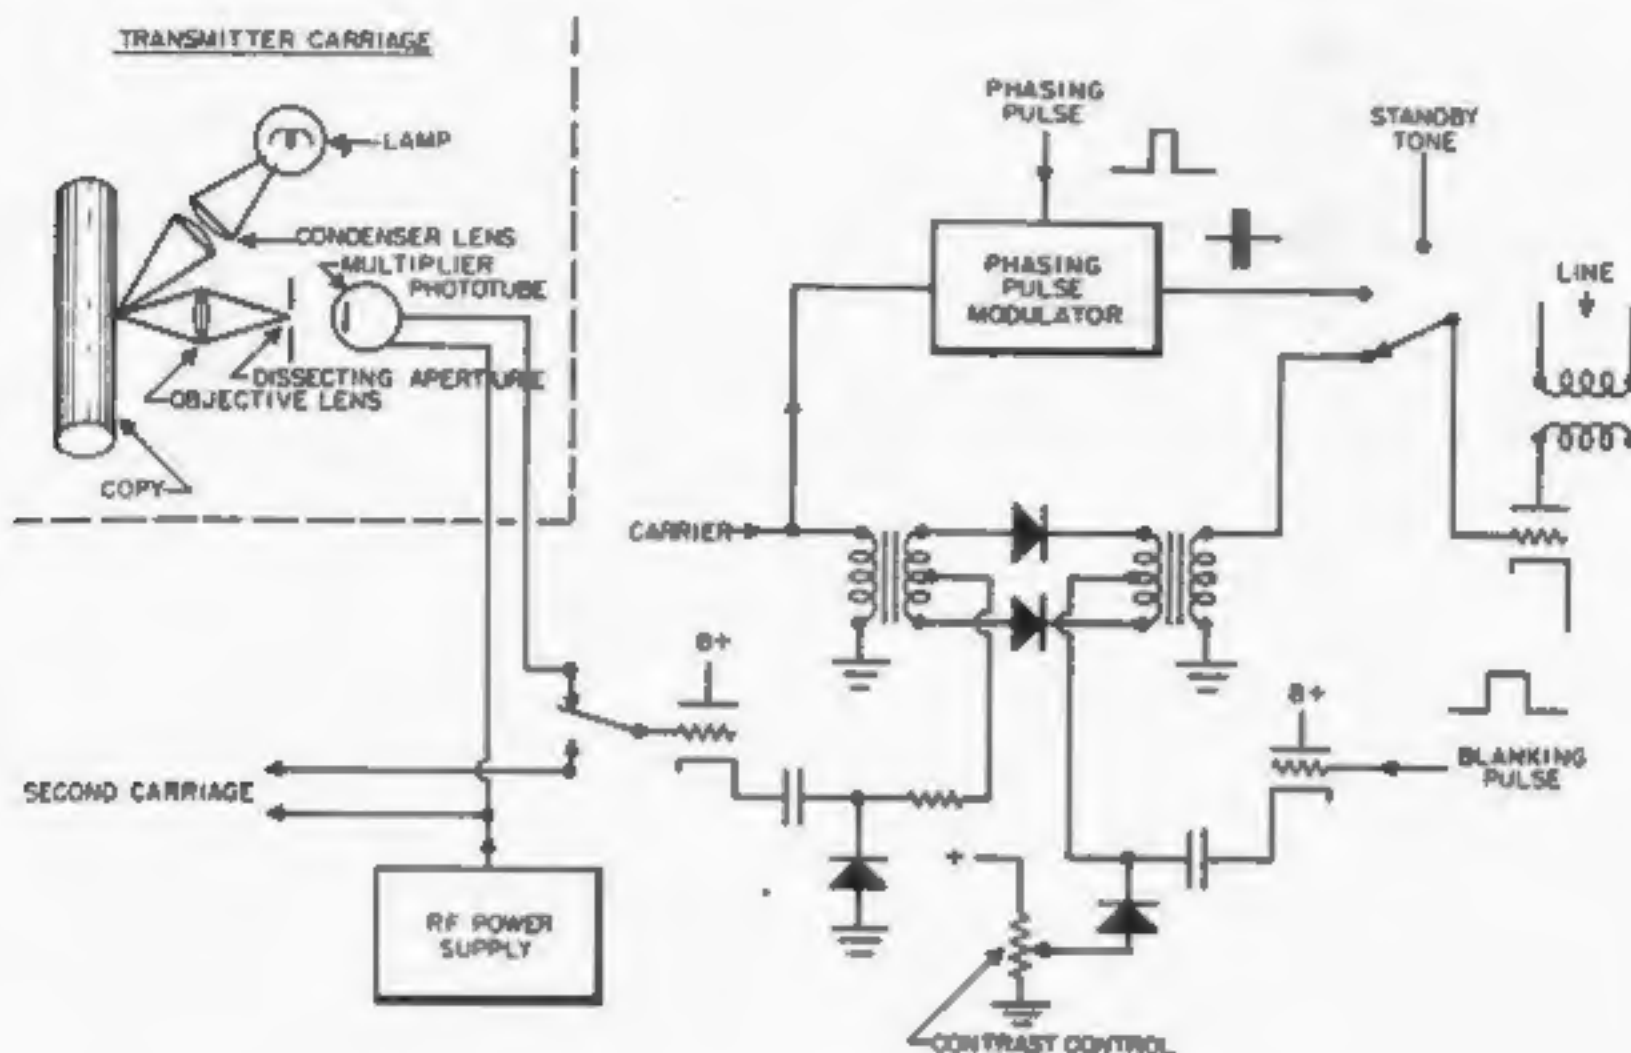 TRANSMITTER CARRIAGE
LAMP
CONDENSER LENS
MULTIPLIER
PHOTOTUBE
DISSECTING APERTURE
OBJECTIVE LENS
COPY
PHASING
PULSE
STANDBY
TONE
PHASING
PULSE
MODULATOR
LINE
CARRIER
B+
B+
SECOND CARRIAGE
BLANKING
PULSE
+
RF POWER
SUPPLY
CONTRAST CONTROL